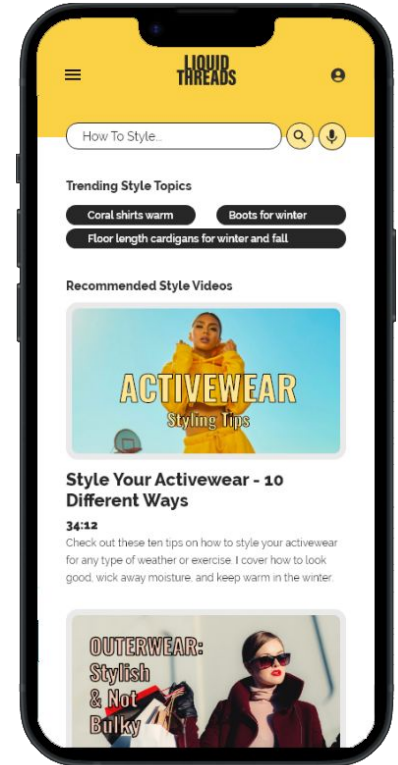 LIQUID
THREADS
How To Style...
Trending Style Topics
Coral shirts warm
Boots for winter
Floor length cardigans for winter and fall
Recommended Style Videos
ACTIVEWEAR
Styling Tips
Style Your Activewear - 10
Different Ways
34:12
Check out these ten tips on how to style your activewear
for any type of weather or exercise. I cover how to look
good, wick away moisture, and keep warm in the winter.
OUTERWEAR:
Stylish
& Not
Bulky